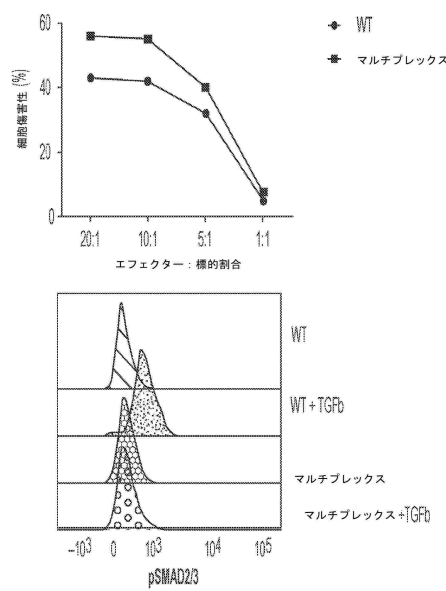 60
40
20
0
細胞傷害性 (%)
20:1 10:1 5:1 1:1
エフェクター：標的割合
WT
マルチプレックス
WT
WT + TGFb
マルチプレックス
マルチプレックス+TGFb
-10³ 0 10³ 10⁴ 10⁵
pSMAD2/3